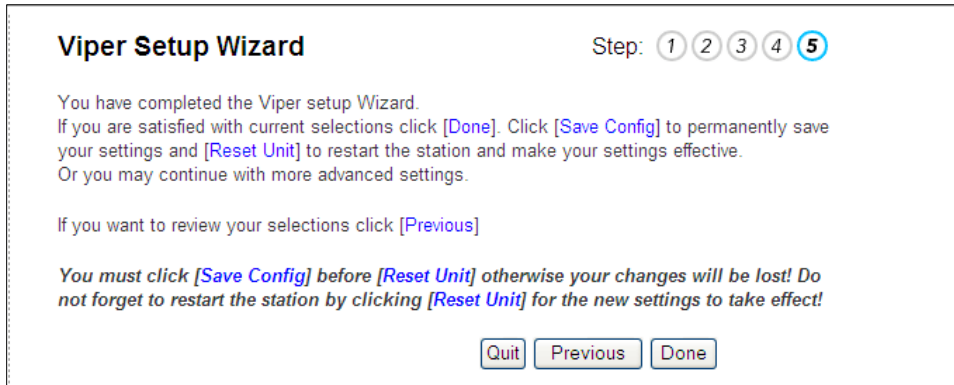 Viper Setup Wizard
Step: 1 2 3 4 5
You have completed the Viper setup Wizard.
If you are satisfied with current selections click [Done]. Click [Save Config] to permanently save
your settings and [Reset Unit] to restart the station and make your settings effective.
Or you may continue with more advanced settings.
If you want to review your selections click [Previous]
You must click [Save Config] before [Reset Unit] otherwise your changes will be lost! Do
not forget to restart the station by clicking [Reset Unit] for the new settings to take effect!
Quit Previous Done